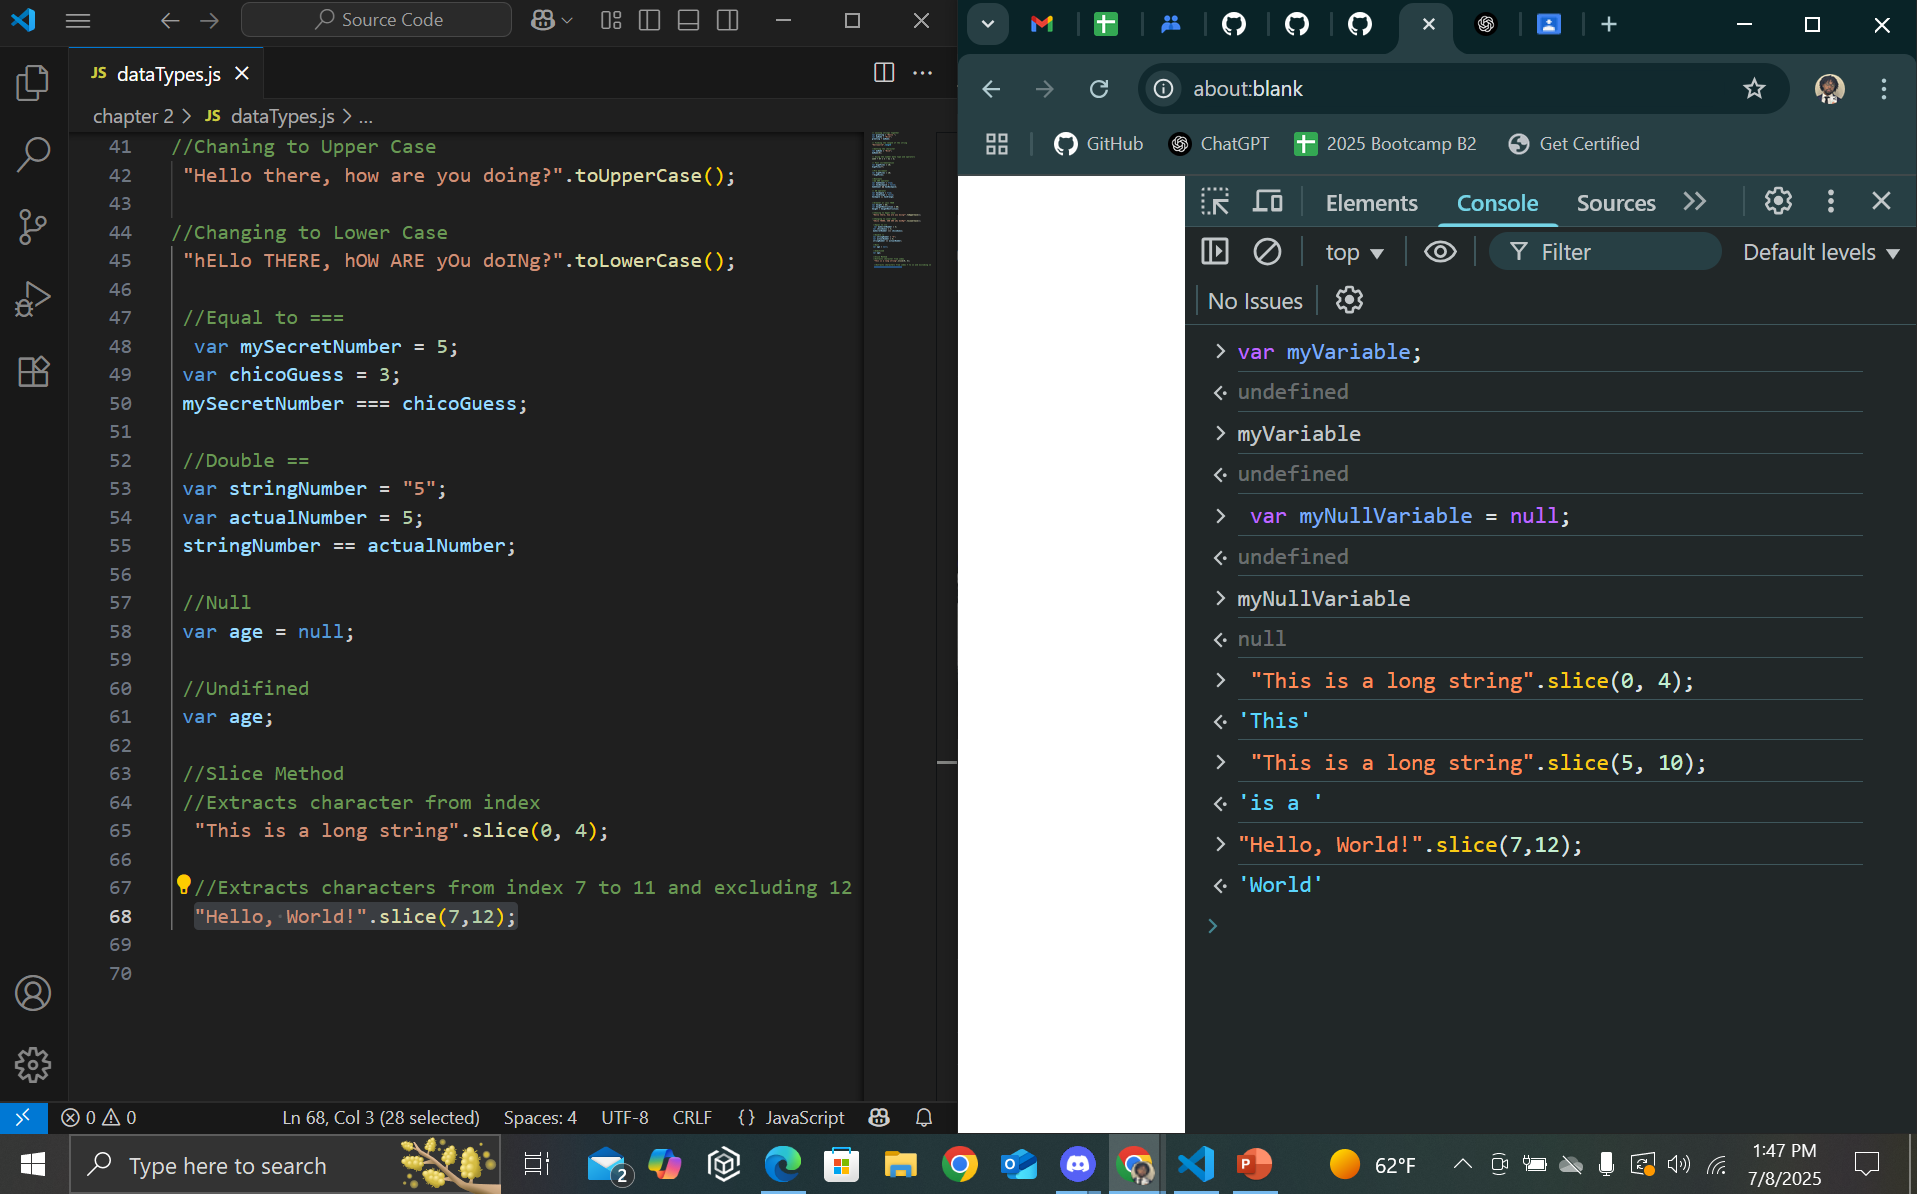 Source Code
JS dataTypes.js
chapter 2 > JS dataTypes.js > ...
41 //Chaning to Upper Case
42 "Hello there, how are you doing?".toUpperCase();
43
44 //Changing to Lower Case
45 "hELlo THERE, hOW ARE yOu doINg?".toLowerCase();
46
47 //Equal to ===
48 var mySecretNumber = 5;
49 var chicoGuess = 3;
50 mySecretNumber === chicoGuess;
51
52 //Double ==
53 var stringNumber = "5";
54 var actualNumber = 5;
55 stringNumber == actualNumber;
56
57 //Null
58 var age = null;
59
60 //Undifined
61 var age;
62
63 //Slice Method
64 //Extracts character from index
65 "This is a long string".slice(0, 4);
66
67 //Extracts characters from index 7 to 11 and excluding 12
68 "Hello, World!".slice(7,12);
69
70
0 0 Ln 68, Col 3 (28 selected) Spaces: 4 UTF-8 CRLF {} JavaScript
about:blank
GitHub ChatGPT 2025 Bootcamp B2 Get Certified
Elements Console Sources
top Filter Default levels
No Issues
> var myVariable;
undefined
> myVariable
undefined
> var myNullVariable = null;
undefined
> myNullVariable
null
> "This is a long string".slice(0, 4);
'This'
> "This is a long string".slice(5, 10);
'is a '
> "Hello, World!".slice(7,12);
'World'
>
Type here to search
2
62°F
1:47 PM
7/8/2025